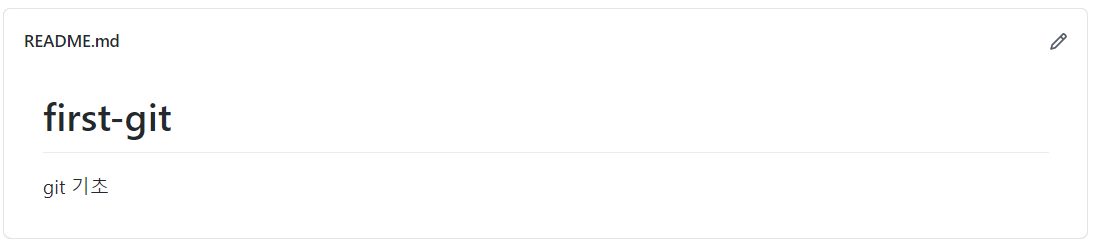 README.md
first-git
git 기초